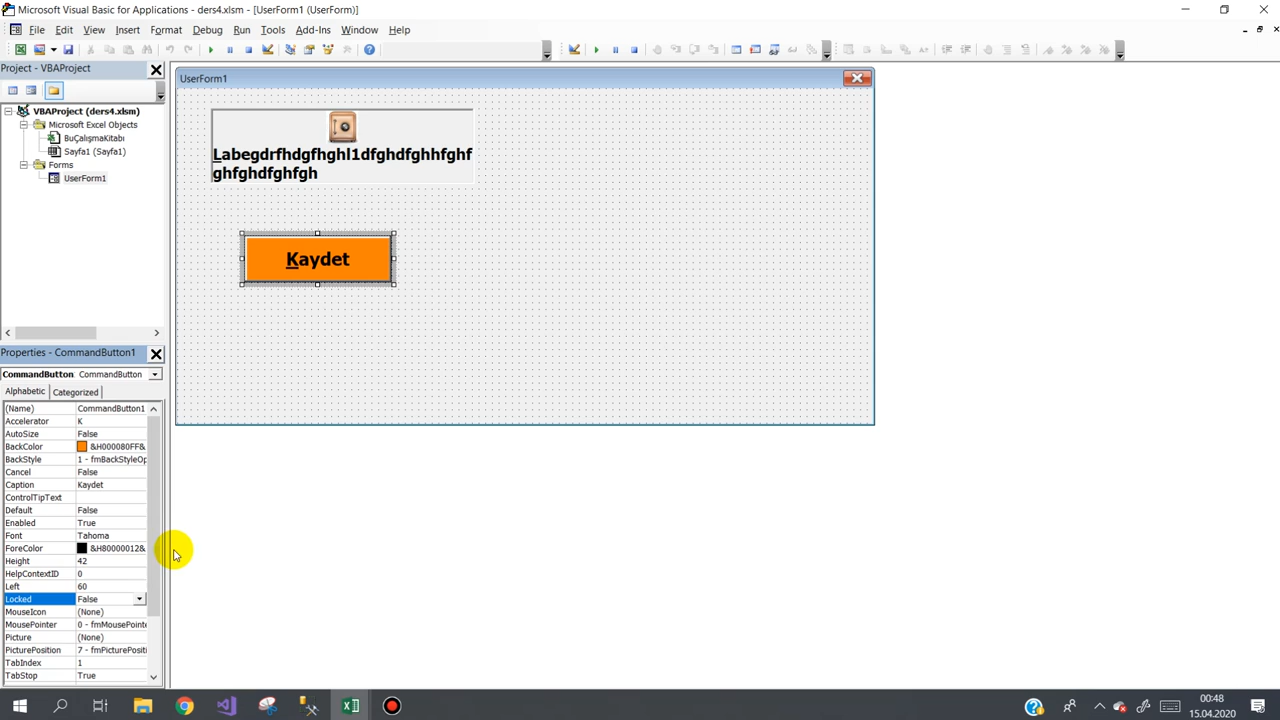 Microsoft Visual Basic for Applications - ders4.xlsm - [UserForm1 (UserForm)]
File Edit View Insert Format Debug Run Tools Add-Ins Window Help
Project - VBAProject
VBAProject (ders4.xlsm)
Microsoft Excel Objects
BuÇalışmaKitabı
Sayfa1 (Sayfa1)
Forms
UserForm1
UserForm1
Labegdrfhdgfhghl1dfghdfghhfghf
ghfghdfghfgh
Kaydet
Properties - CommandButton1
CommandButton CommandButton
Alphabetic Categorized
(Name) CommandButton1
Accelerator K
AutoSize False
BackColor &H000080FF&
BackStyle 1 - fmBackStyleOp
Cancel False
Caption Kaydet
ControlTipText
Default False
Enabled True
Font Tahoma
ForeColor &H80000012&
Height 42
HelpContextID 0
Left 60
Locked False
MouseIcon (None)
MousePointer 0 - fmMousePointe
Picture (None)
PicturePosition 7 - fmPicturePositi
TabIndex 1
TabStop True
00:48
15.04.2020